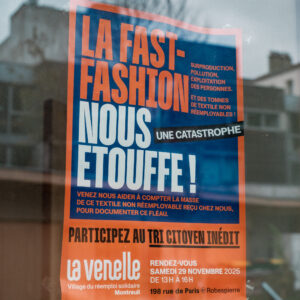 LA FAST-
FASHION
NOUS
ETOUFFE !
SURPRODUCTION,
POLLUTION,
EXPLOITATION
DES PERSONNES.
ET DES TONNES
DE TEXTILE NON
RÉEMPLOYABLES !
UNE CATASTROPHE
VENEZ NOUS AIDER À COMPTER LA MASSE
DE CE TEXTILE NON RÉEMPLOYABLE REÇU CHEZ NOUS,
POUR DOCUMENTER CE FLÉAU.
PARTICIPEZ AU TRI CITOYEN INÉDIT
la venelle
Village du réemploi solidaire
Montreuil
RENDEZ-VOUS
SAMEDI 29 NOVEMBRE 2025
DE 13H À 16H
198 rue de Paris - Robespierre